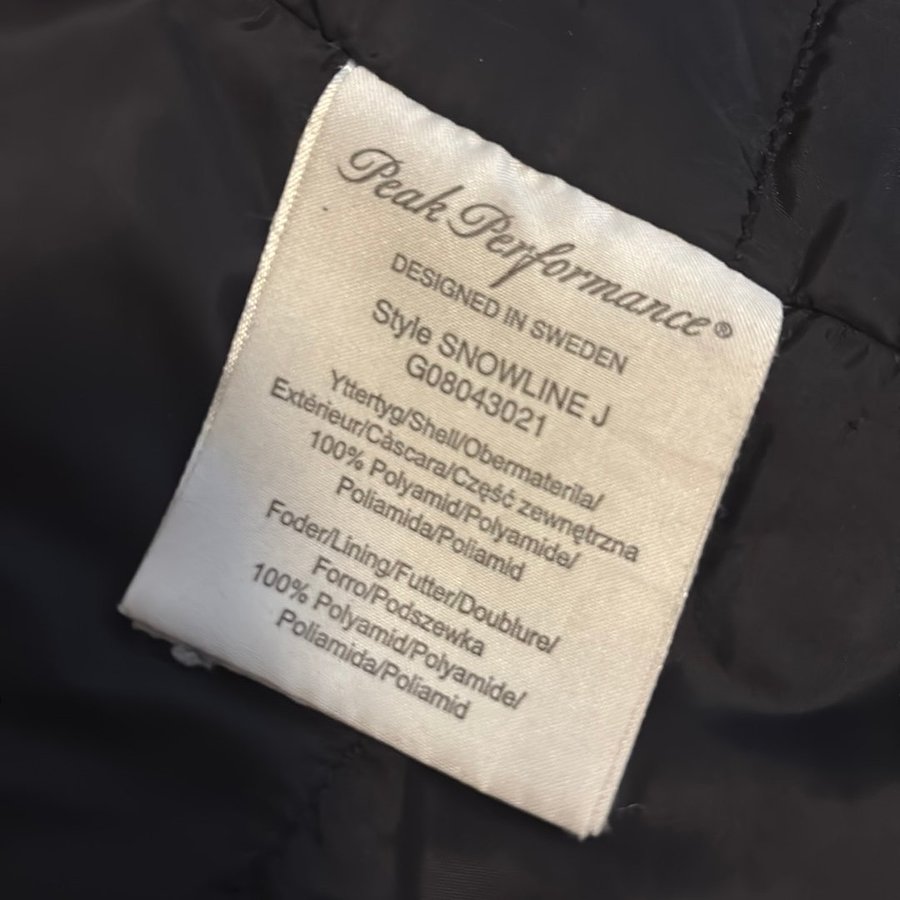 Peak Performance®
DESIGNED IN SWEDEN
Style SNOWLINE J
G08043021
Yttertyg/Shell/Obermaterila/
Extérieur/Càscara/Część zewnętrzna
100% Polyamid/Polyamide/
Poliamida/Poliamid
Foder/Lining/Futter/Doublure/
Forro/Podszewka
100% Polyamid/Polyamide/
Poliamida/Poliamid